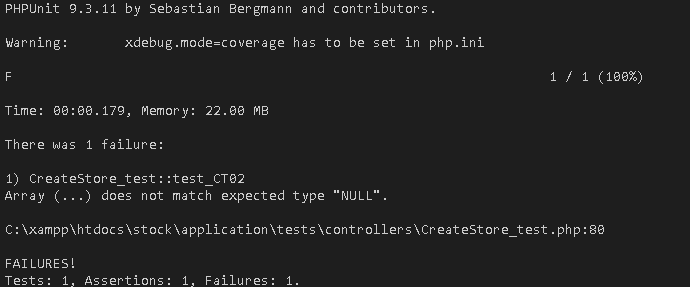 PHPUnit 9.3.11 by Sebastian Bergmann and contributors.
Warning:       xdebug.mode=coverage has to be set in php.ini
F                                                                   1 / 1 (100%)
Time: 00:00.179, Memory: 22.00 MB
There was 1 failure:
1) CreateStore_test::test_CT02
Array (...) does not match expected type "NULL".
C:\xampp\htdocs\stock\application\tests\controllers\CreateStore_test.php:80
FAILURES!
Tests: 1, Assertions: 1, Failures: 1.